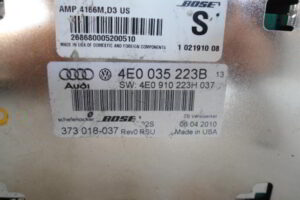 AMP 4166M,D3 US
BOSE
S
268680005200510
MADE IN USA OF DOMESTIC AND FOREIGN COMPONENTS
1 021910 08
4E0 035 223B 13
Audi
SW: 4E0 910 223H 037
BOSE
08 04 2010
373 018-037 Rev0 RSU Made in USA